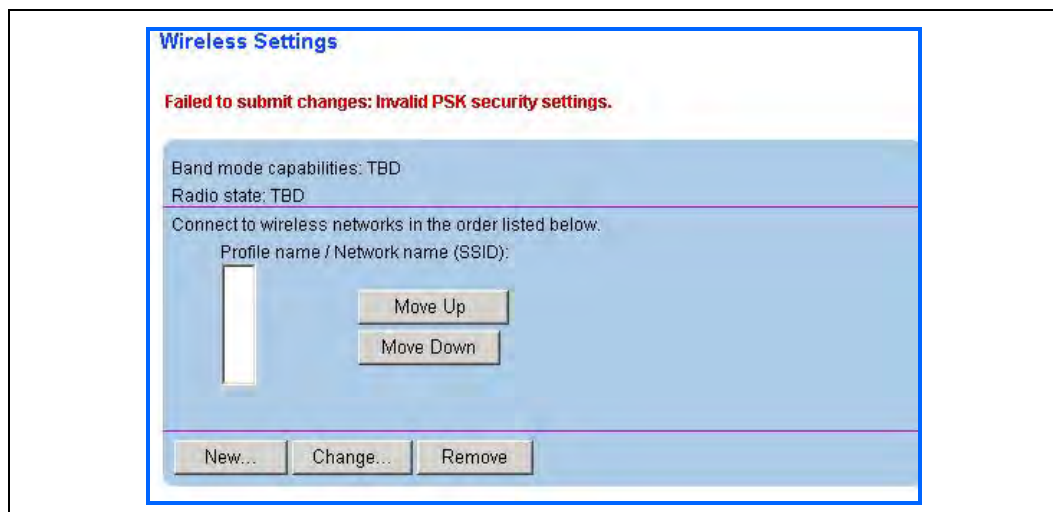 Wireless Settings
Failed to submit changes: Invalid PSK security settings.
Band mode capabilities: TBD
Radio state: TBD
Connect to wireless networks in the order listed below.
Profile name / Network name (SSID):
Move Up
Move Down
New... Change... Remove